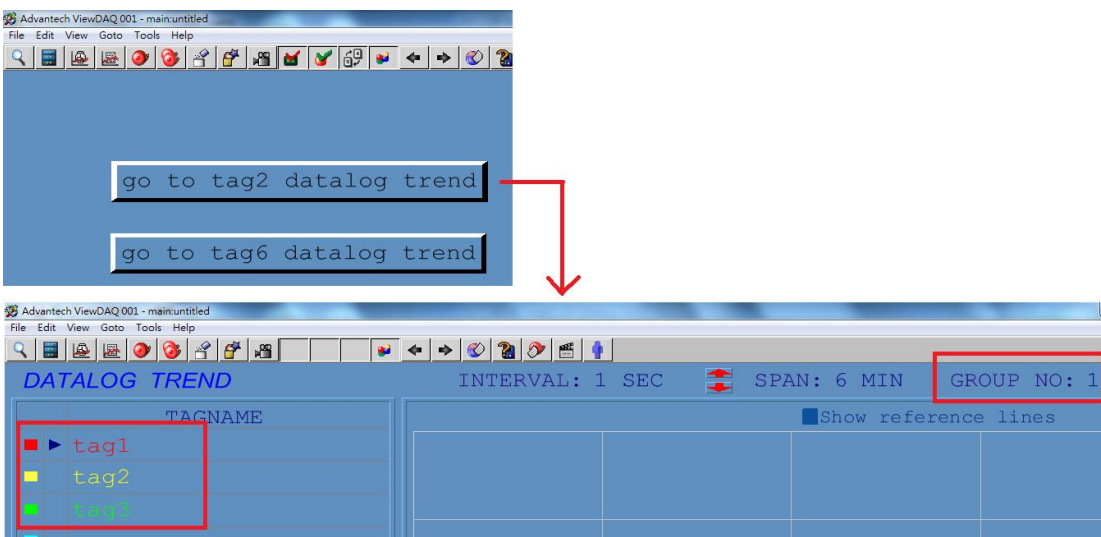 Advantech ViewDAQ 001 - main:untitled
File Edit View Goto Tools Help
go to tag2 datalog trend
go to tag6 datalog trend
Advantech ViewDAQ 001 - main:untitled
File Edit View Goto Tools Help
DATALOG TREND INTERVAL: 1 SEC SPAN: 6 MIN GROUP NO: 1
TAGNAME Show reference lines
tag1
tag2
tag3